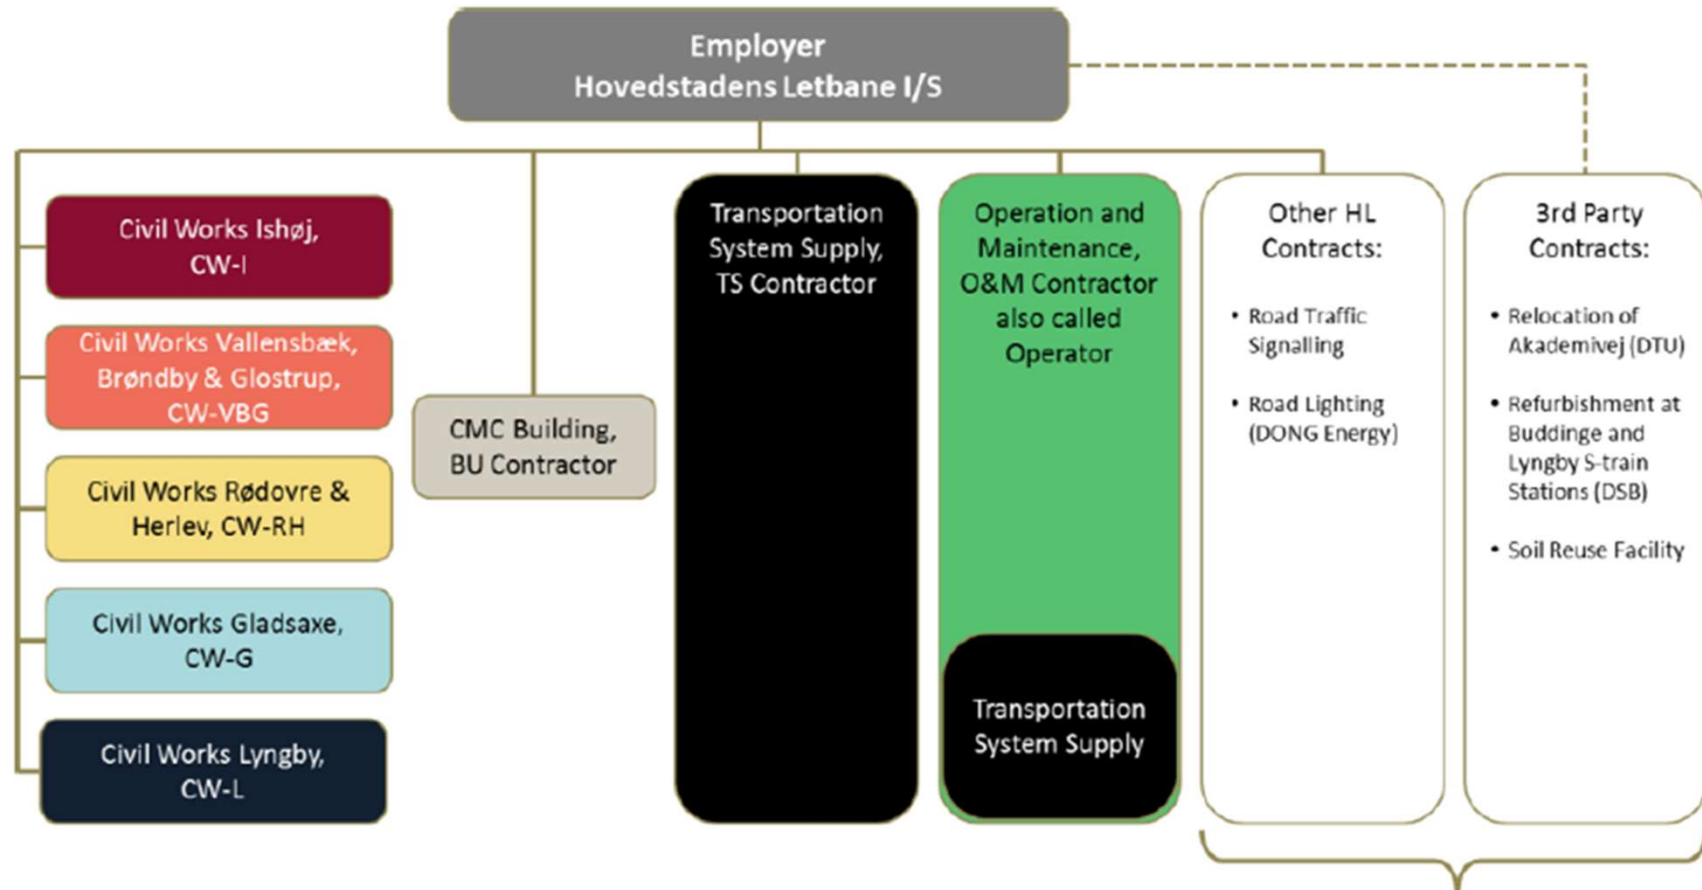 Employer
Hovedstadens Letbane I/S
Civil Works Ishøj,
CW-I
Civil Works Vallensbæk,
Brøndby & Glostrup,
CW-VBG
Civil Works Rødovre &
Herlev, CW-RH
Civil Works Gladsaxe,
CW-G
Civil Works Lyngby,
CW-L
CMC Building,
BU Contractor
Transportation
System Supply,
TS Contractor
Operation and
Maintenance,
O&M Contractor
also called
Operator
Transportation
System Supply
Other HL
Contracts:
• Road Traffic
Signalling
• Road Lighting
(DONG Energy)
3rd Party
Contracts:
• Relocation of
Akademivej (DTU)
• Refurbishment at
Buddinge and
Lyngby S-train
Stations (DSB)
• Soil Reuse Facility